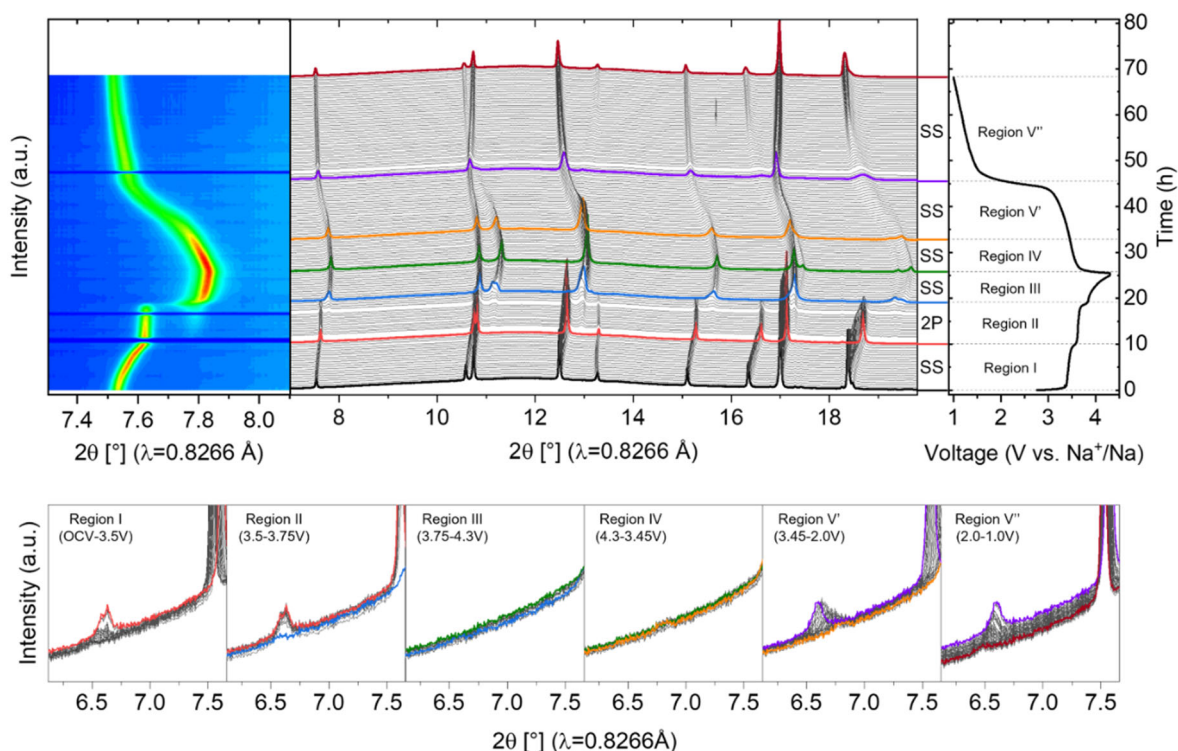 Intensity (a.u.)
7.4 7.6 7.8 8.0
2θ [°] (λ=0.8266 Å)
8 10 12 14 16 18
2θ [°] (λ=0.8266 Å)
SS
SS
SS
SS
2P
SS
Region V''
Region V'
Region IV
Region III
Region II
Region I
1 2 3 4
Voltage (V vs. Na⁺/Na)
80
70
60
50
40
30
20
10
0
Time (h)
Intensity (a.u.)
Region I
(OCV-3.5V)
Region II
(3.5-3.75V)
Region III
(3.75-4.3V)
Region IV
(4.3-3.45V)
Region V'
(3.45-2.0V)
Region V''
(2.0-1.0V)
6.5 7.0 7.5 6.5 7.0 7.5 6.5 7.0 7.5 6.5 7.0 7.5 6.5 7.0 7.5 6.5 7.0 7.5
2θ [°] (λ=0.8266Å)